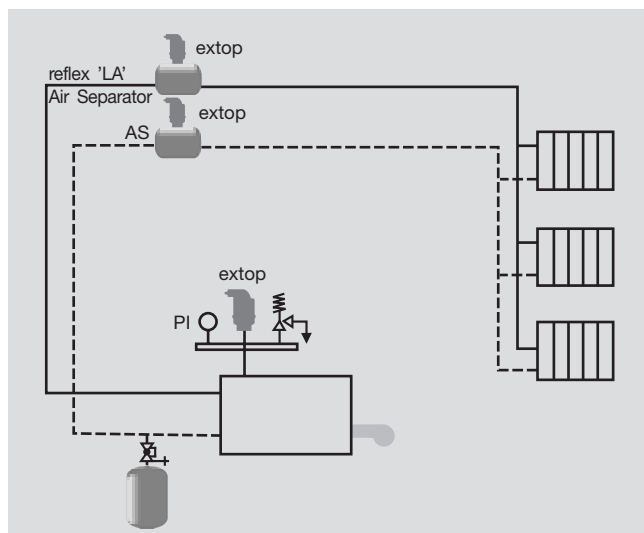 extop
reflex 'LA'
Air Separator
extop
AS
extop
PI